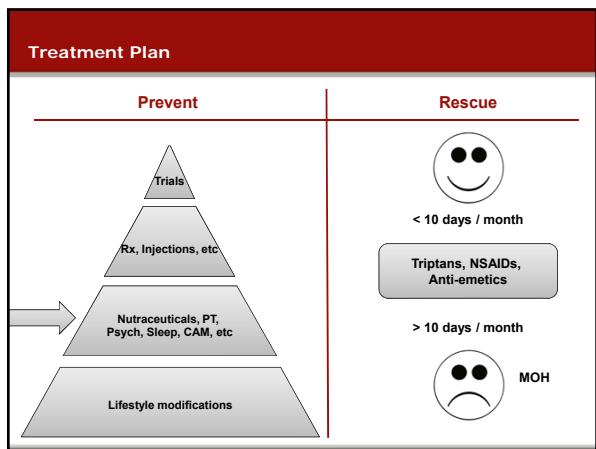 Treatment Plan
Prevent
Rescue
Trials
Rx, Injections, etc
Nutraceuticals, PT,
Psych, Sleep, CAM, etc
Lifestyle modifications
< 10 days / month
Triptans, NSAIDs,
Anti-emetics
> 10 days / month
MOH